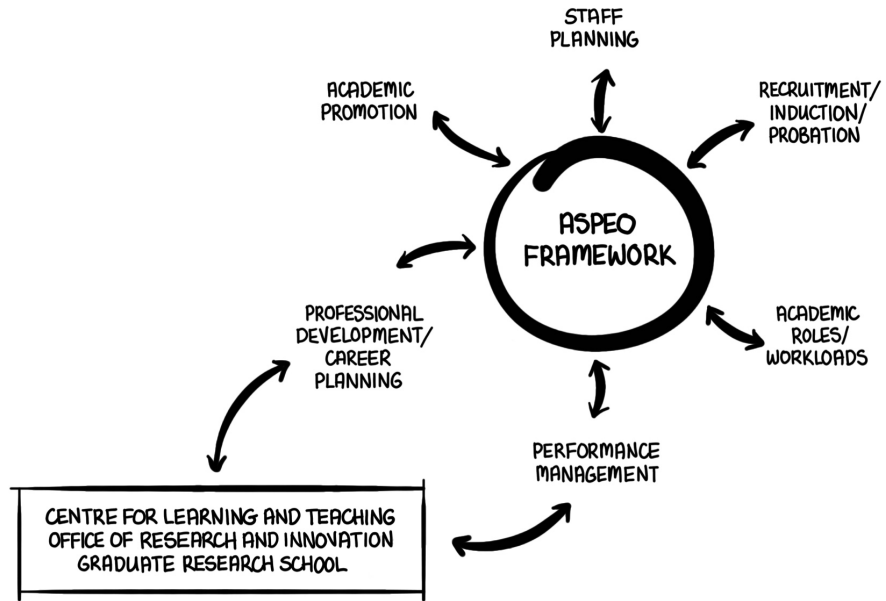 STAFF
PLANNING
ACADEMIC
PROMOTION
RECRUITMENT/
INDUCTION/
PROBATION
ASPEO
FRAMEWORK
PROFESSIONAL
DEVELOPMENT/
CAREER
PLANNING
ACADEMIC
ROLES/
WORKLOADS
PERFORMANCE
MANAGEMENT
CENTRE FOR LEARNING AND TEACHING
OFFICE OF RESEARCH AND INNOVATION
GRADUATE RESEARCH SCHOOL